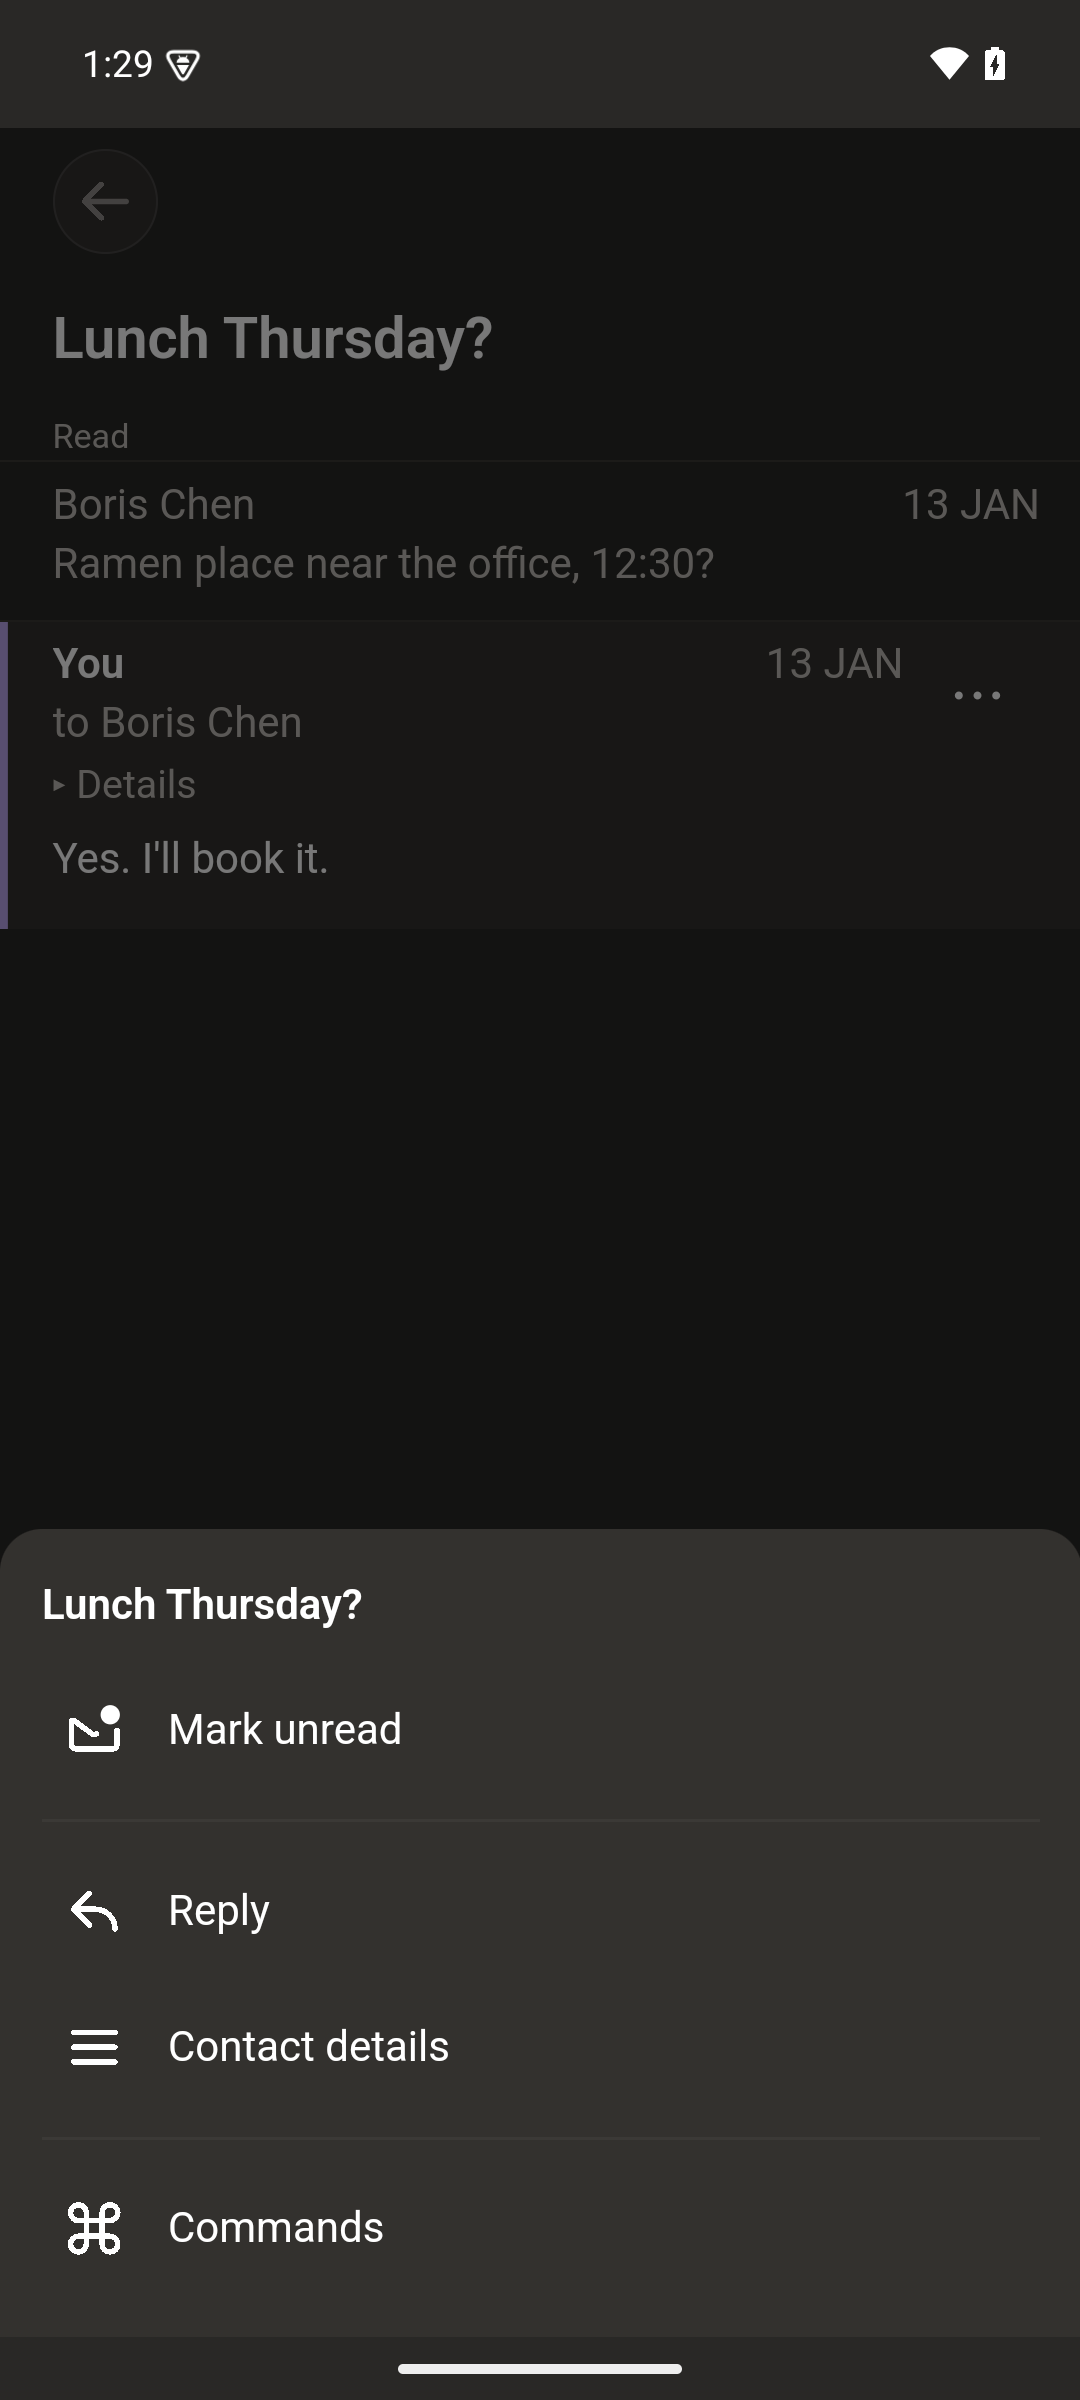 1:29
Lunch Thursday?
Read
Boris Chen 13 JAN
Ramen place near the office, 12:30?
You 13 JAN
to Boris Chen
▸ Details
Yes. I'll book it.
Lunch Thursday?
Mark unread
Reply
Contact details
Commands